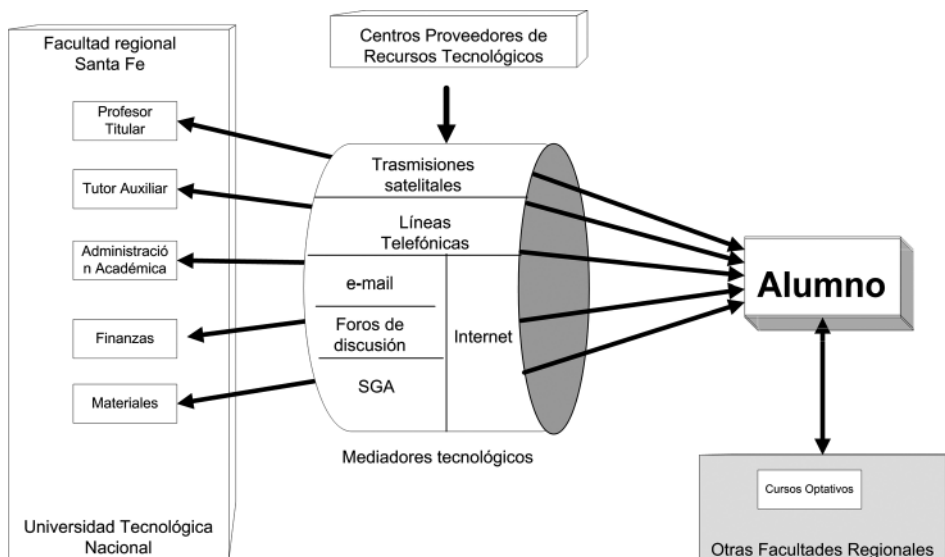 Facultad regional
Santa Fe
Profesor
Titular
Tutor Auxiliar
Administració
n Académica
Finanzas
Materiales
Universidad Tecnológica
Nacional
Centros Proveedores de
Recursos Tecnológicos
Trasmisiones
satelitales
Líneas
Telefónicas
e-mail
Foros de
discusión
SGA
Internet
Mediadores tecnológicos
Alumno
Cursos Optativos
Otras Facultades Regionales